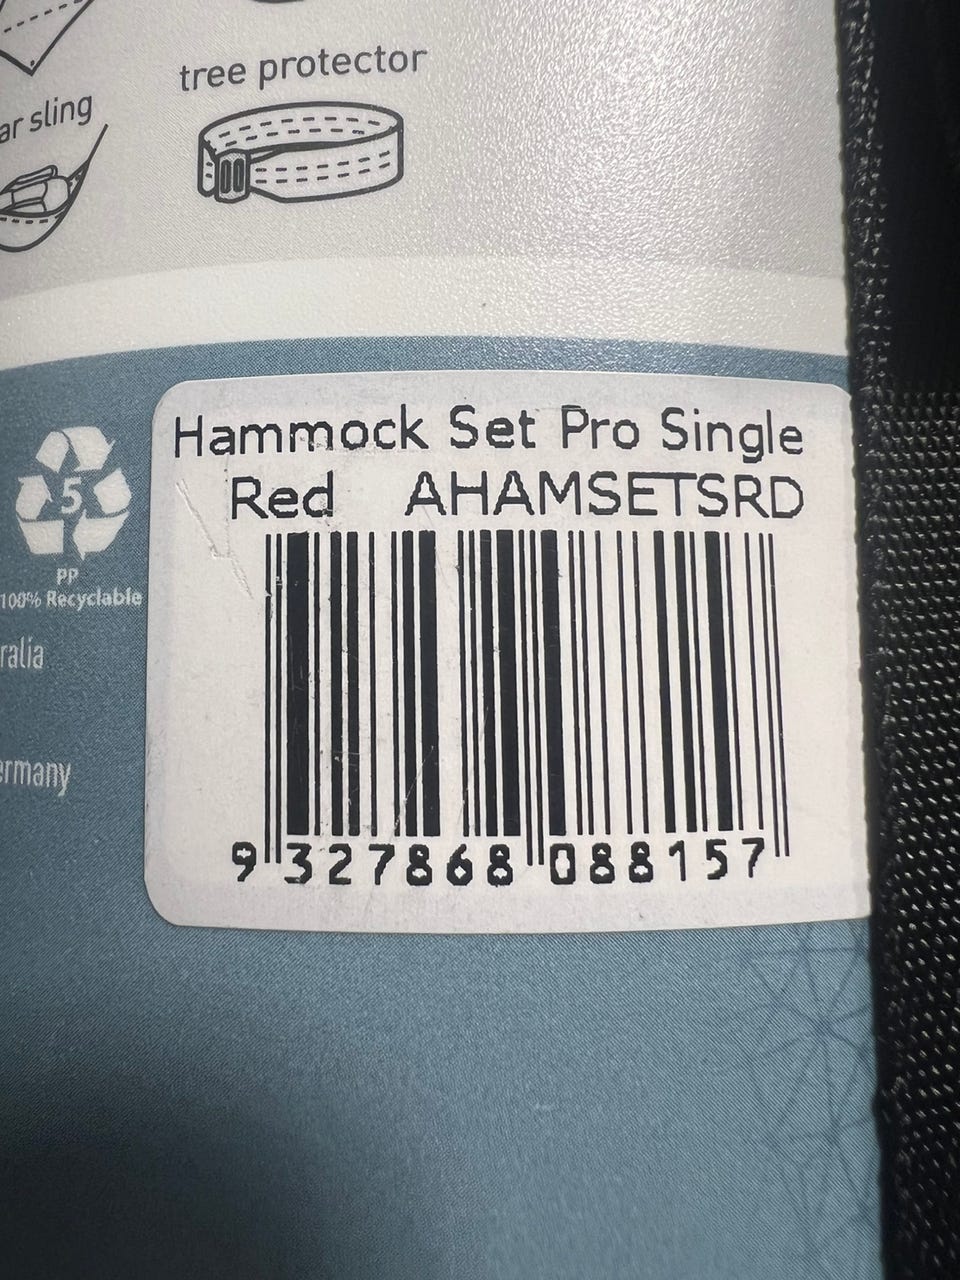 tree protector
ar sling
Hammock Set Pro Single
Red AHAMSETSRD
5
PP
100% Recyclable
ralia
ermany
9 327868 088157